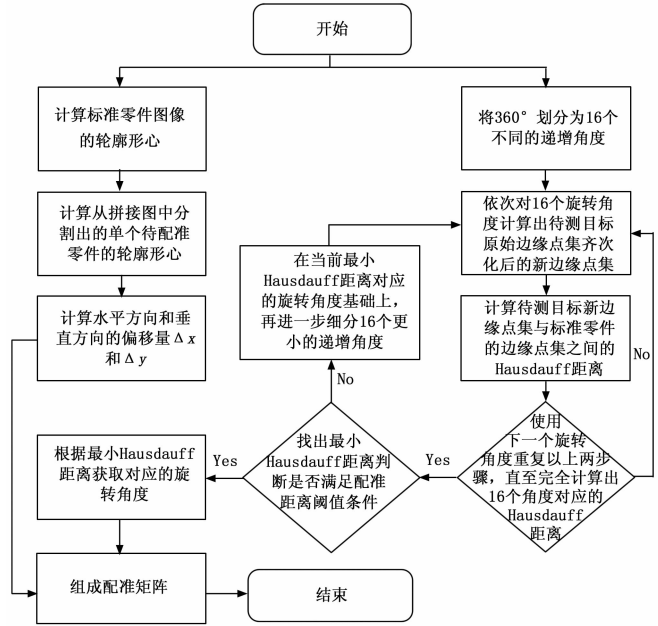 开始
计算标准零件图像
的轮廓形心
计算从拼接图中分
割出的单个待配准
零件的轮廓形心
计算水平方向和垂
直方向的偏移量Δx
和Δy
将360°划分为16个
不同的递增角度
依次对16个旋转角
度计算出待测目标
原始边缘点集齐次
化后的新边缘点集
计算待测目标新边
缘点集与标准零件
的边缘点集之间的
Hausdauff距离
No
使用
下一个旋转
角度重复以上两步
骤，直至完全计算出
16个角度对应的
Hausdauff
距离
Yes
在当前最小
Hausdauff距离对应
的旋转角度基础上，
再进一步细分16个更
小的递增角度
No
找出最小
Hausdauff距离判
断是否满足配准
距离阈值条件
Yes
根据最小Hausdauff
距离获取对应的旋
转角度
组成配准矩阵
结束